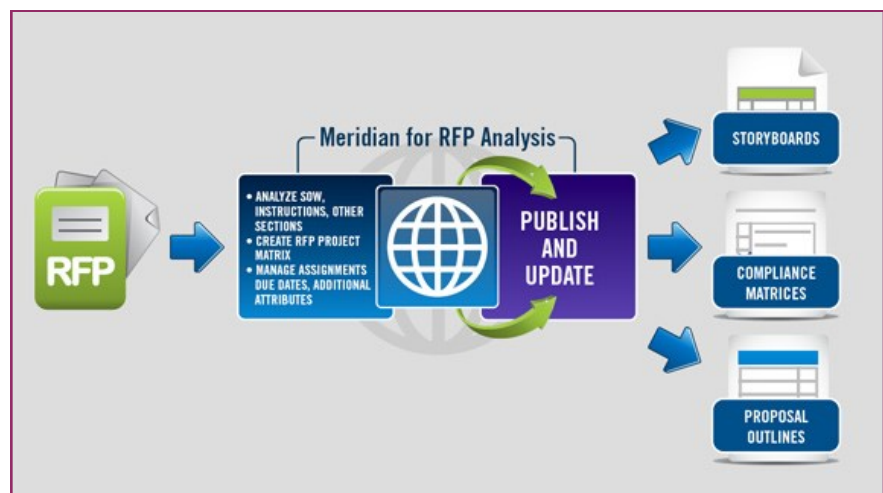 Meridian for RFP Analysis
RFP
• ANALYZE SOW,
INSTRUCTIONS, OTHER
SECTIONS
• CREATE RFP PROJECT
MATRIX
• MANAGE ASSIGNMENTS
DUE DATES, ADDITIONAL
ATTRIBUTES
PUBLISH
AND
UPDATE
STORYBOARDS
COMPLIANCE
MATRICES
PROPOSAL
OUTLINES